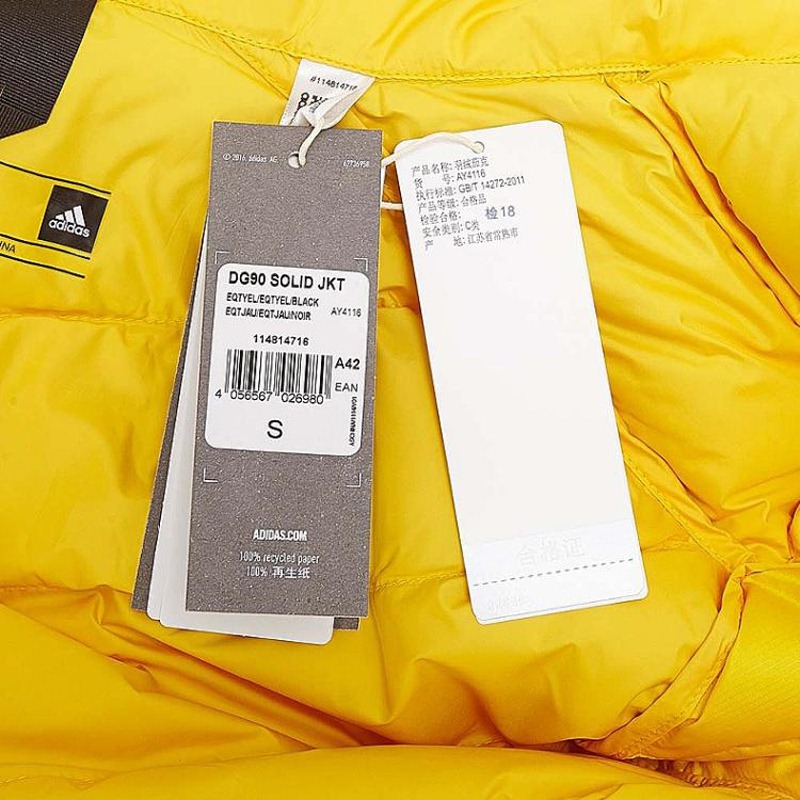 #114814716
© 2016 adidas AG.
DG90 SOLID JKT
EQTYEL/EQTYEL/BLACK
EQTJAU/EQTJAU/NOIR
AY4116
114814716
A42
EAN
4 056567 026980
S
ADIDAS.COM
100% recycled paper
100% 再生纸
产品名称: 羽绒茄克
货 号: AY4116
执行标准: GB/T 14272-2011
产品等级: 合格品
检验合格: 检18
安全类别: C类
产 地: 江苏省常熟市
合格证
adidas